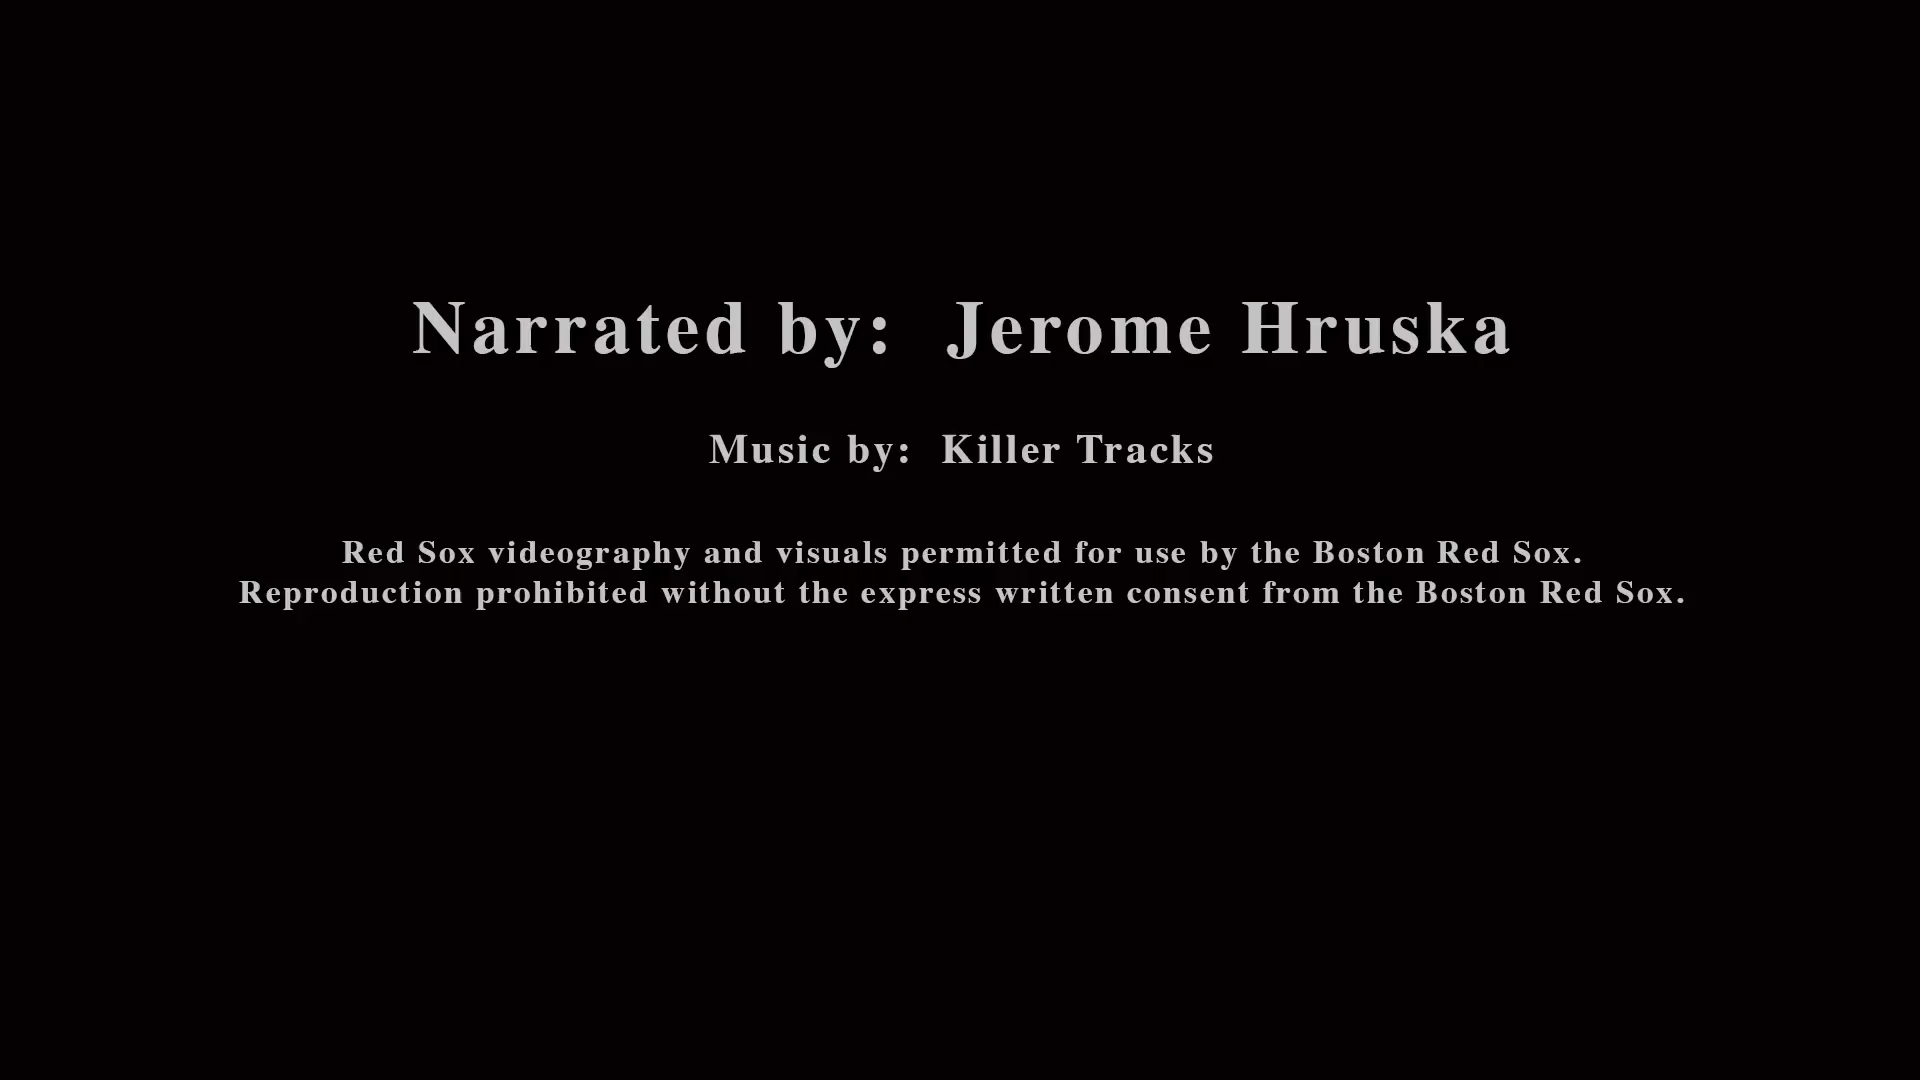 Narrated by:  Jerome Hruska
Music by:  Killer Tracks
Red Sox videography and visuals permitted for use by the Boston Red Sox.
Reproduction prohibited without the express written consent from the Boston Red Sox.